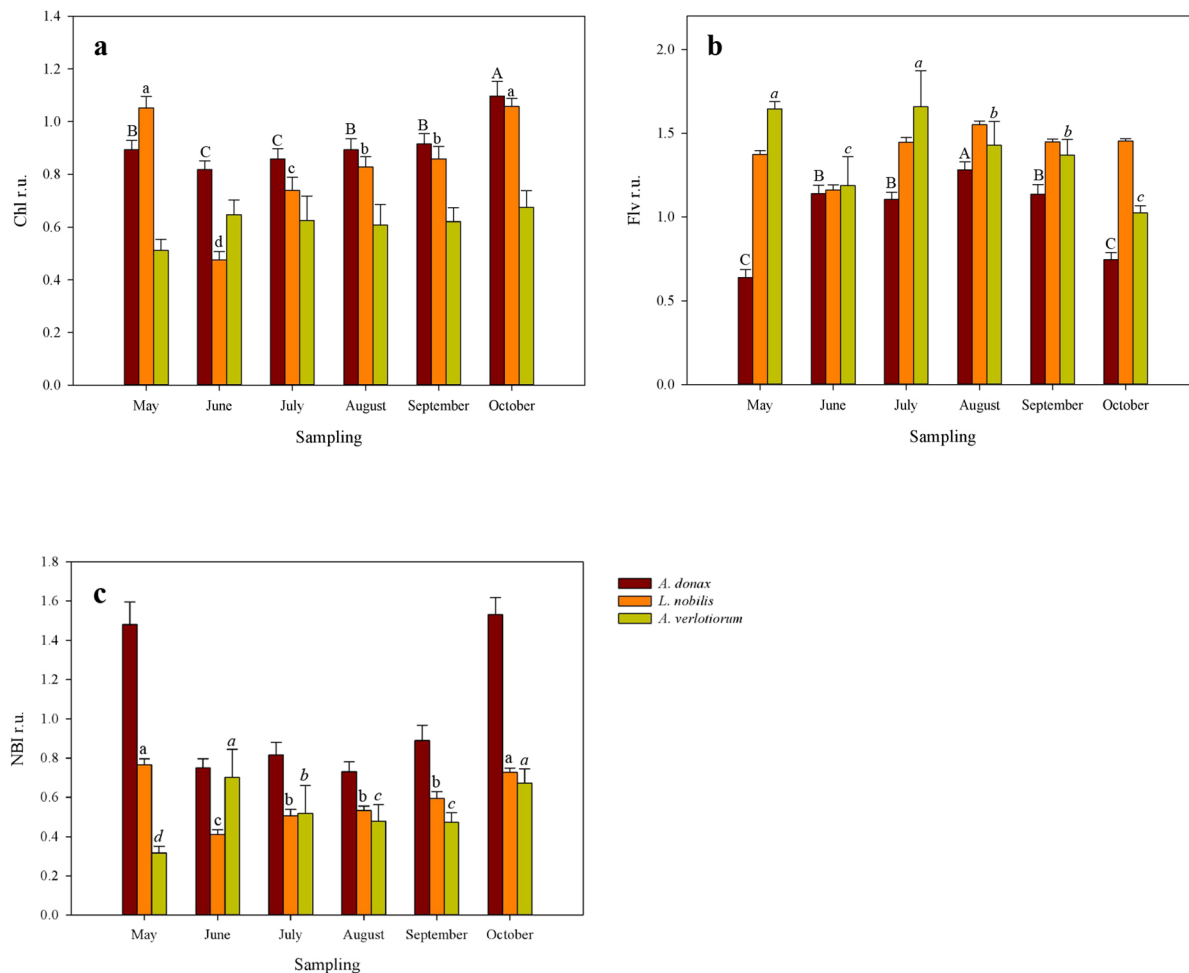 a
Chl r.u.
1.4
1.2
1.0
0.8
0.6
0.4
0.2
0.0
B a
C d
C c
B b
B b
A a
May June July August September October
Sampling
b
Flv r.u.
2.0
1.5
1.0
0.5
0.0
C a
B c
B a
A b
B b
C c
May June July August September October
Sampling
c
NBI r.u.
1.8
1.6
1.4
1.2
1.0
0.8
0.6
0.4
0.2
0.0
a d
c a
b b
b c
b c
a a
May June July August September October
Sampling
A. donax
L. nobilis
A. verlotiorum